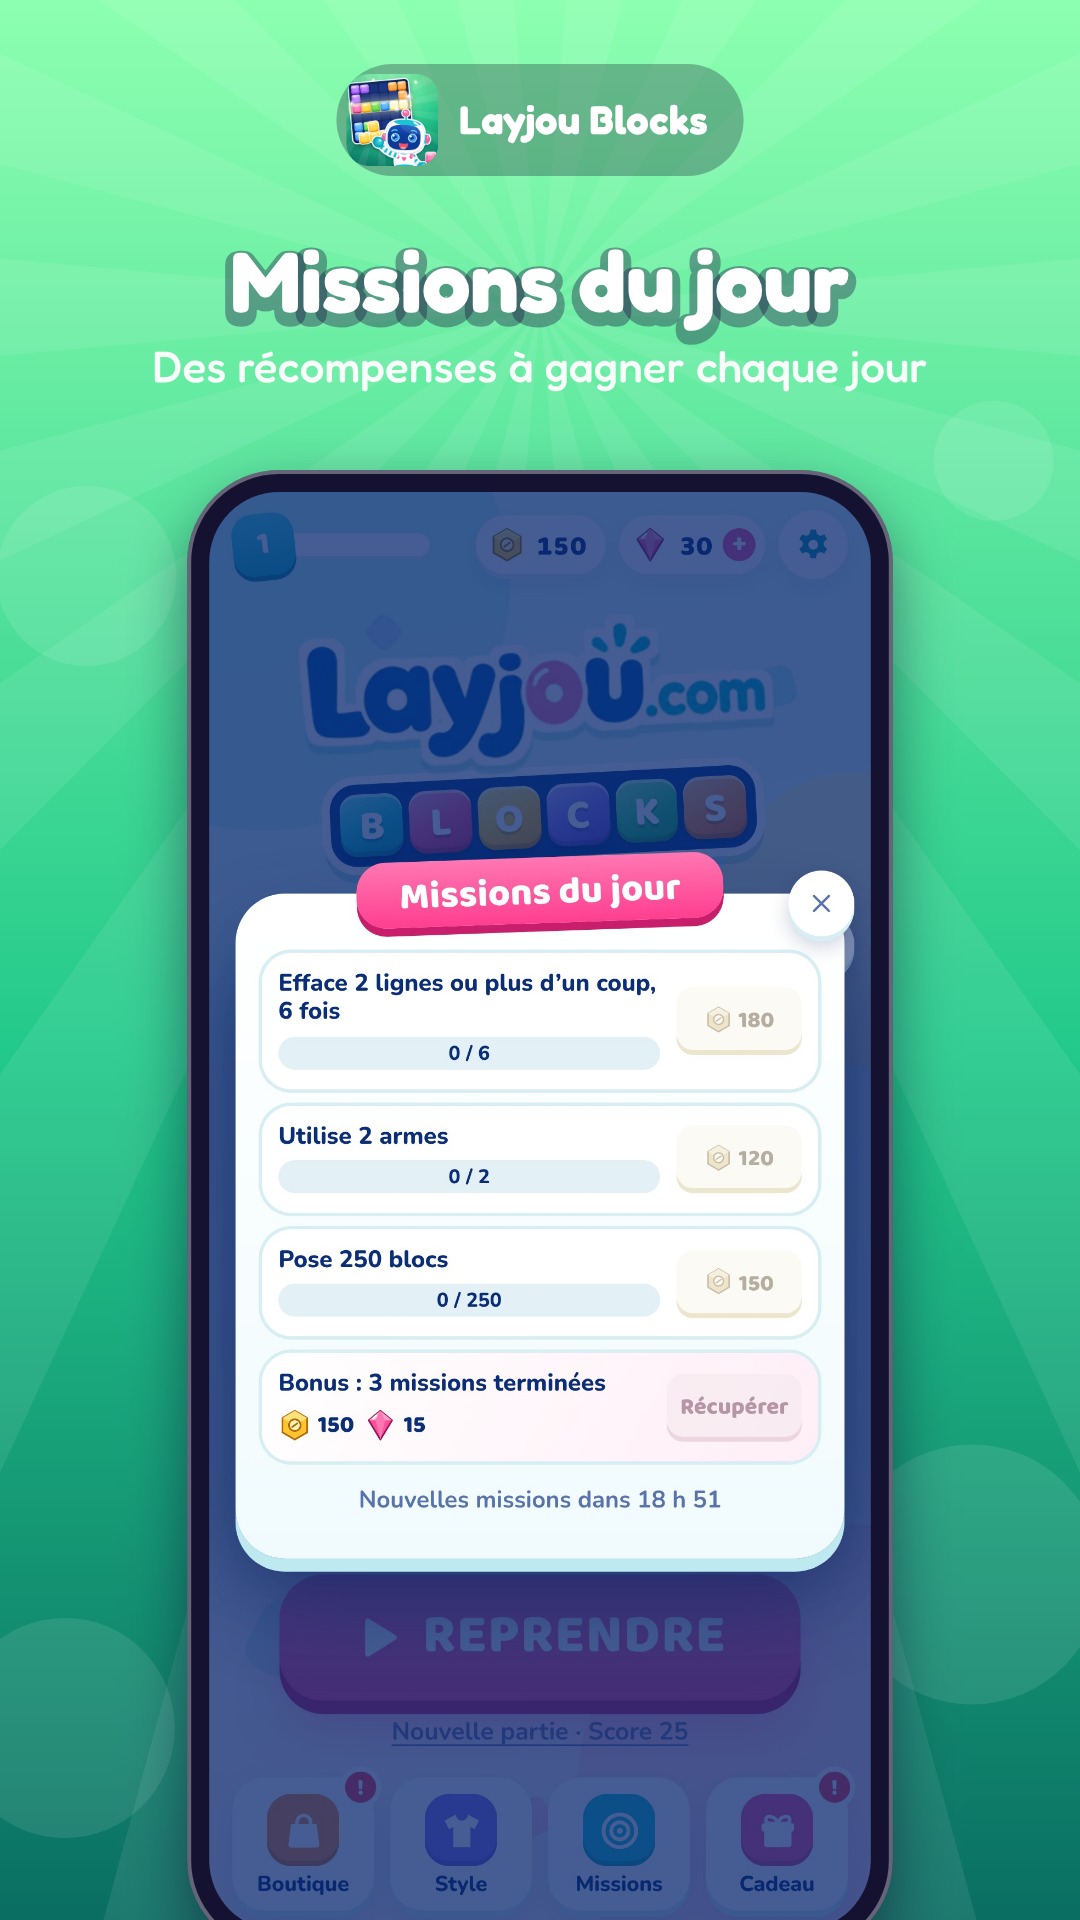 Layjou Blocks
Missions du jour
Des récompenses à gagner chaque jour
1
150
30
Layjou.com
BLOCKS
Missions du jour
Efface 2 lignes ou plus d’un coup,
6 fois
0 / 6
180
Utilise 2 armes
0 / 2
120
Pose 250 blocs
0 / 250
150
Bonus : 3 missions terminées
150
15
Récupérer
Nouvelles missions dans 18 h 51
REPRENDRE
Nouvelle partie · Score 25
!
!
Boutique
Style
Missions
Cadeau